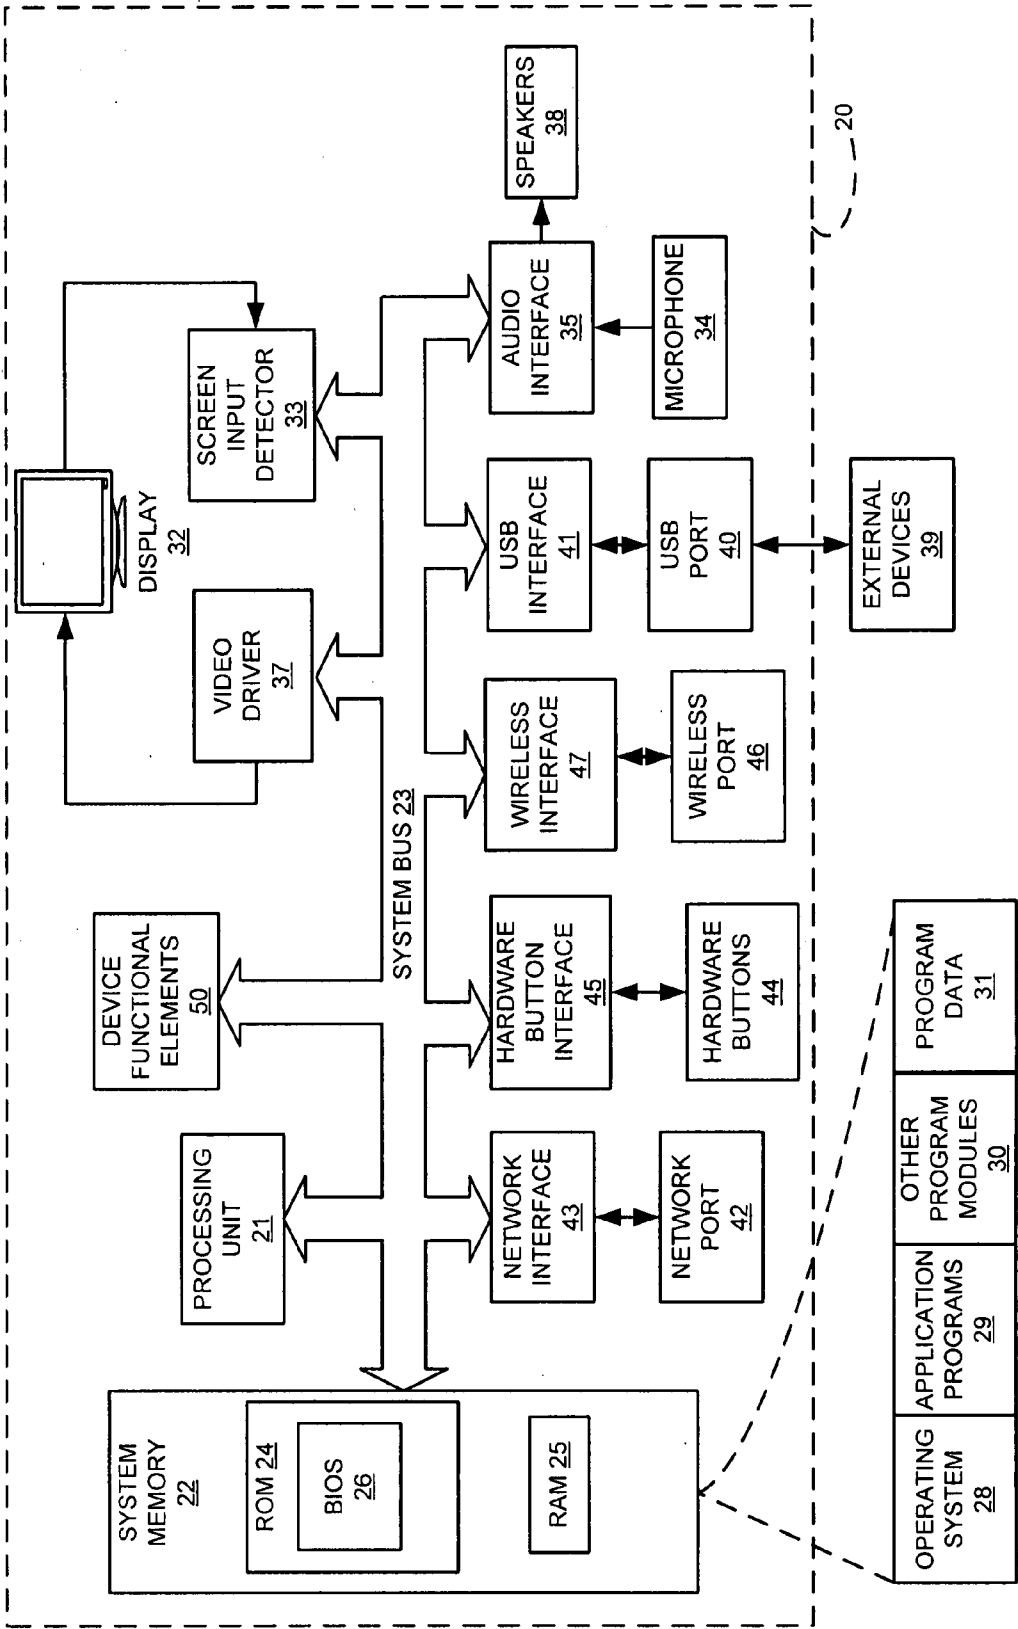 SYSTEM
MEMORY
22
ROM 24
BIOS
26
RAM 25
PROCESSING
UNIT
21
DEVICE
FUNCTIONAL
ELEMENTS
50
VIDEO
DRIVER
37
DISPLAY
32
SCREEN
INPUT
DETECTOR
33
SYSTEM BUS 23
NETWORK
INTERFACE
43
HARDWARE
BUTTON
INTERFACE
45
WIRELESS
INTERFACE
47
USB
INTERFACE
41
AUDIO
INTERFACE
35
SPEAKERS
38
NETWORK
PORT
42
HARDWARE
BUTTONS
44
WIRELESS
PORT
46
USB
PORT
40
MICROPHONE
34
20
EXTERNAL
DEVICES
39
OPERATING
SYSTEM
28
APPLICATION
PROGRAMS
29
OTHER
PROGRAM
MODULES
30
PROGRAM
DATA
31